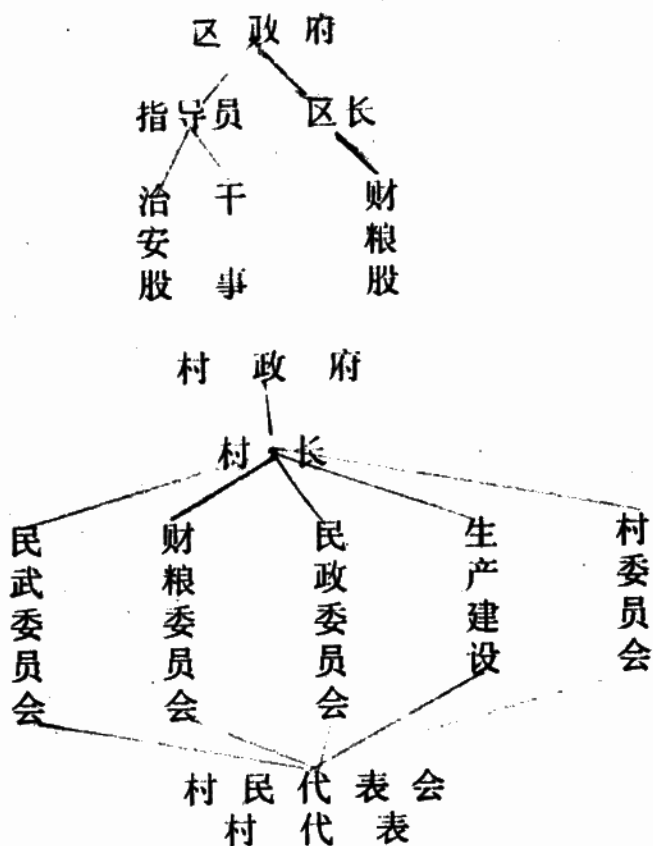 区政府
指导员
区长
治安股
干事
财粮股
村政府
村长
民武委员会
财粮委员会
民政委员会
生产建设
村委员会
村民代表会
村代表